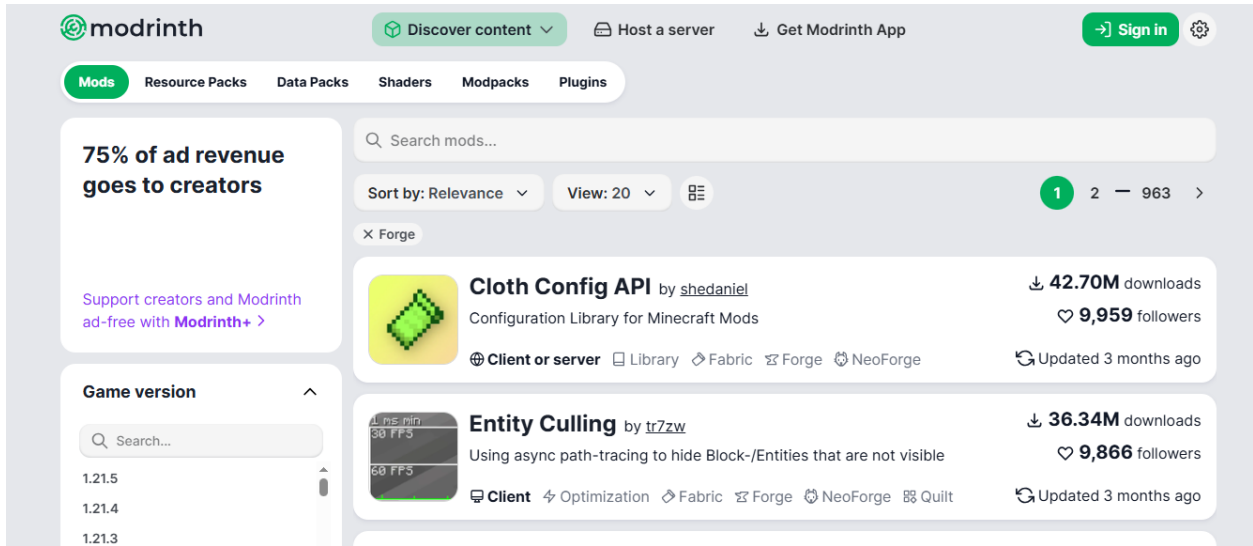 modrinth
Discover content
Host a server
Get Modrinth App
Sign in
Mods
Resource Packs
Data Packs
Shaders
Modpacks
Plugins
75% of ad revenue
goes to creators
Support creators and Modrinth
ad-free with Modrinth+ >
Game version
Search...
1.21.5
1.21.4
1.21.3
Search mods...
Sort by: Relevance
View: 20
1 2 — 963 >
× Forge
Cloth Config API by shedaniel
Configuration Library for Minecraft Mods
Client or server Library Fabric Forge NeoForge
42.70M downloads
9,959 followers
Updated 3 months ago
1 ms min
30 FPS
60 FPS
Entity Culling by tr7zw
Using async path-tracing to hide Block-/Entities that are not visible
Client Optimization Fabric Forge NeoForge Quilt
36.34M downloads
9,866 followers
Updated 3 months ago